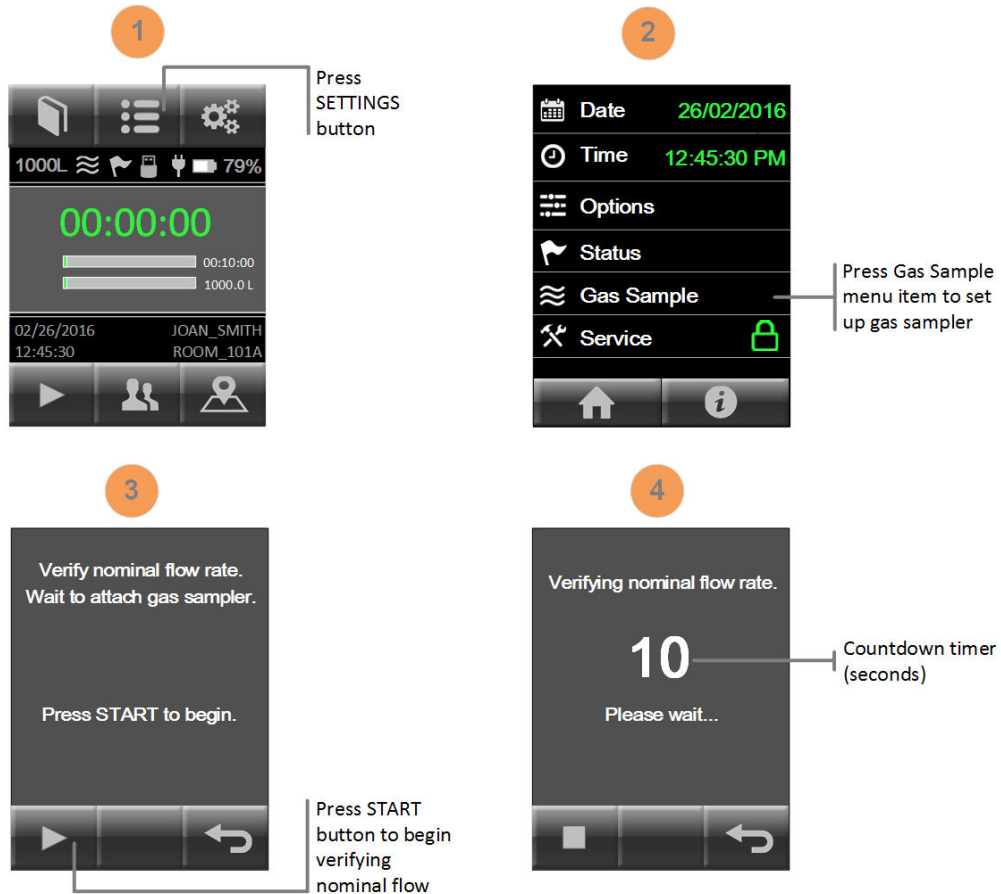 1
Press
SETTINGS
button
1000L 79%
00:00:00
00:10:00
1000.0 L
02/26/2016 JOAN_SMITH
12:45:30 ROOM_101A
2
Date 26/02/2016
Time 12:45:30 PM
Options
Status
Gas Sample
Service
Press Gas Sample
menu item to set
up gas sampler
i
3
Verify nominal flow rate.
Wait to attach gas sampler.
Press START to begin.
Press START
button to begin
verifying
nominal flow
4
Verifying nominal flow rate.
10
Please wait...
Countdown timer
(seconds)